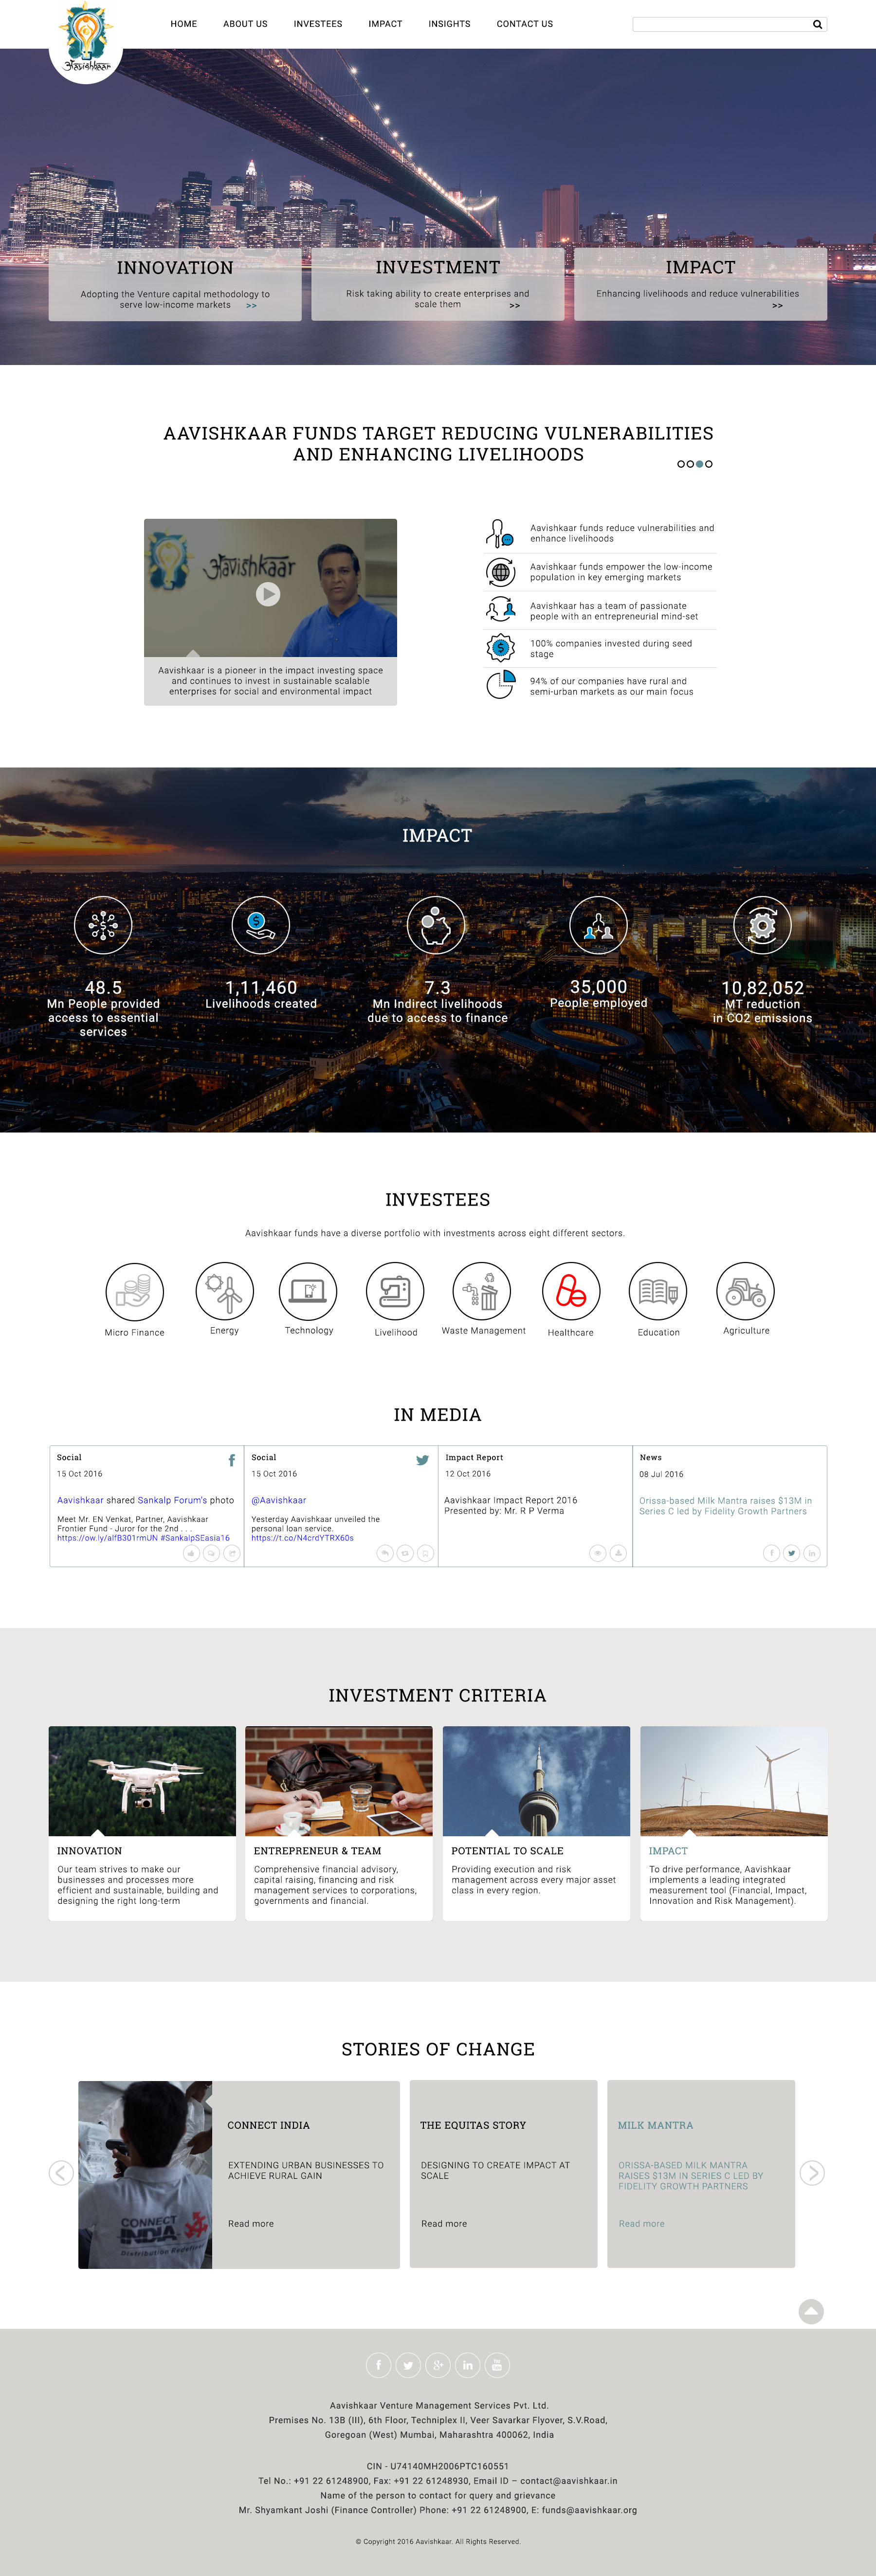 HOME ABOUT US INVESTEES IMPACT INSIGHTS CONTACT US
आavishkaar
INNOVATION
Adopting the Venture capital methodology to
serve low-income markets >>
INVESTMENT
Risk taking ability to create enterprises and
scale them >>
IMPACT
Enhancing livelihoods and reduce vulnerabilities
>>
AAVISHKAAR FUNDS TARGET REDUCING VULNERABILITIES
AND ENHANCING LIVELIHOODS
आavishkaar
Aavishkaar is a pioneer in the impact investing space
and continues to invest in sustainable scalable
enterprises for social and environmental impact
Aavishkaar funds reduce vulnerabilities and
enhance livelihoods
Aavishkaar funds empower the low-income
population in key emerging markets
Aavishkaar has a team of passionate
people with an entrepreneurial mind-set
100% companies invested during seed
stage
94% of our companies have rural and
semi-urban markets as our main focus
IMPACT
48.5
Mn People provided
access to essential
services
1,11,460
Livelihoods created
7.3
Mn Indirect livelihoods
due to access to finance
35,000
People employed
10,82,052
MT reduction
in CO2 emissions
INVESTEES
Aavishkaar funds have a diverse portfolio with investments across eight different sectors.
Micro Finance
Energy
Technology
Livelihood
Waste Management
Healthcare
Education
Agriculture
IN MEDIA
Social
15 Oct 2016
Aavishkaar shared Sankalp Forum's photo
Meet Mr. EN Venkat, Partner, Aavishkaar
Frontier Fund - Juror for the 2nd . . .
https://ow.ly/alfB301rmUN #SankalpSEasia16
Social
15 Oct 2016
@Aavishkaar
Yesterday Aavishkaar unveiled the
personal loan service.
https://t.co/N4crdYTRX60s
Impact Report
12 Oct 2016
Aavishkaar Impact Report 2016
Presented by: Mr. R P Verma
News
08 Jul 2016
Orissa-based Milk Mantra raises $13M in
Series C led by Fidelity Growth Partners
INVESTMENT CRITERIA
INNOVATION
Our team strives to make our
businesses and processes more
efficient and sustainable, building and
designing the right long-term
ENTREPRENEUR & TEAM
Comprehensive financial advisory,
capital raising, financing and risk
management services to corporations,
governments and financial.
POTENTIAL TO SCALE
Providing execution and risk
management across every major asset
class in every region.
IMPACT
To drive performance, Aavishkaar
implements a leading integrated
measurement tool (Financial, Impact,
Innovation and Risk Management).
STORIES OF CHANGE
CONNECT
INDIA
Distribution Redefined
CONNECT INDIA
EXTENDING URBAN BUSINESSES TO
ACHIEVE RURAL GAIN
Read more
THE EQUITAS STORY
DESIGNING TO CREATE IMPACT AT
SCALE
Read more
MILK MANTRA
ORISSA-BASED MILK MANTRA
RAISES $13M IN SERIES C LED BY
FIDELITY GROWTH PARTNERS
Read more
Aavishkaar Venture Management Services Pvt. Ltd.
Premises No. 13B (III), 6th Floor, Techniplex II, Veer Savarkar Flyover, S.V.Road,
Goregoan (West) Mumbai, Maharashtra 400062, India
CIN - U74140MH2006PTC160551
Tel No.: +91 22 61248900, Fax: +91 22 61248930, Email ID – contact@aavishkaar.in
Name of the person to contact for query and grievance
Mr. Shyamkant Joshi (Finance Controller) Phone: +91 22 61248900, E: funds@aavishkaar.org
© Copyright 2016 Aavishkaar. All Rights Reserved.